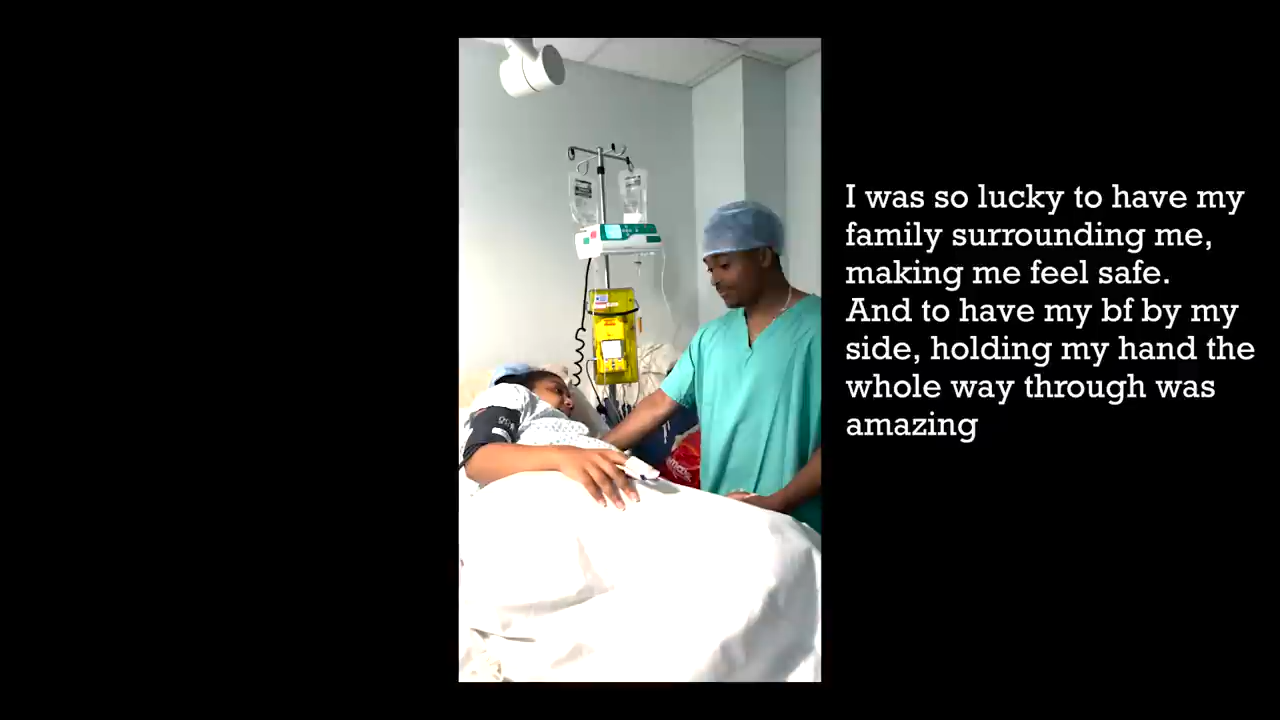 I was so lucky to have my
family surrounding me,
making me feel safe.
And to have my bf by my
side, holding my hand the
whole way through was
amazing